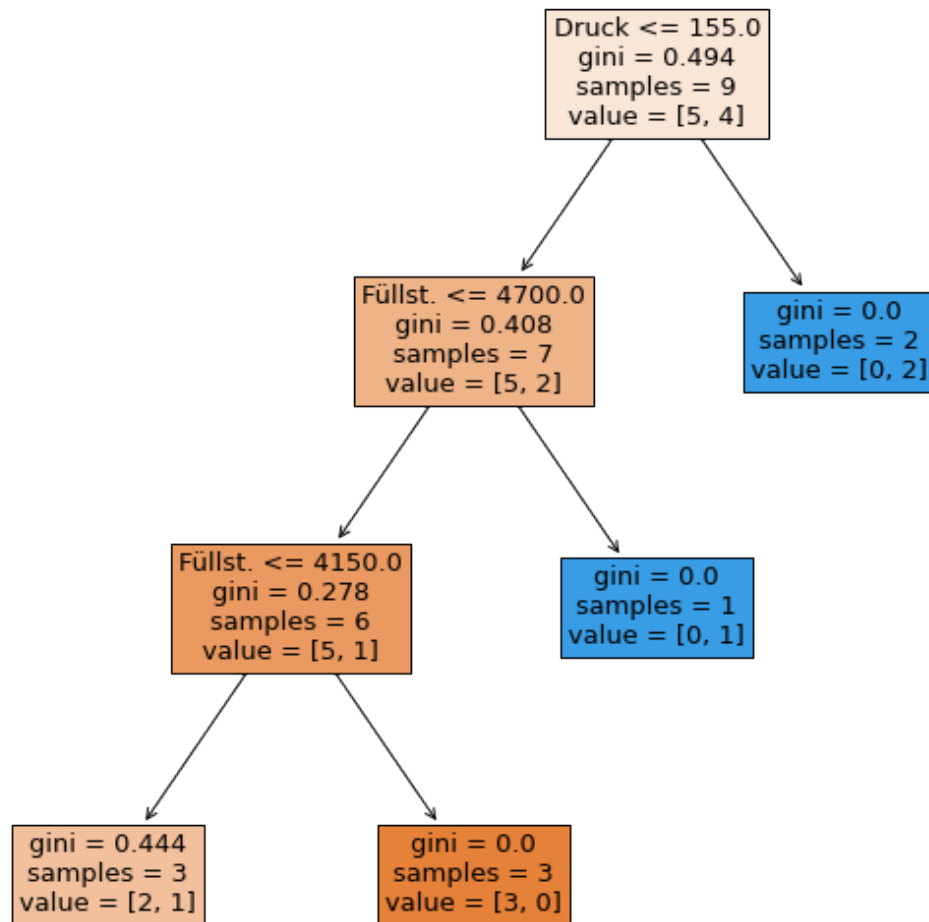 Druck <= 155.0
gini = 0.494
samples = 9
value = [5, 4]
Füllst. <= 4700.0
gini = 0.408
samples = 7
value = [5, 2]
gini = 0.0
samples = 2
value = [0, 2]
Füllst. <= 4150.0
gini = 0.278
samples = 6
value = [5, 1]
gini = 0.0
samples = 1
value = [0, 1]
gini = 0.444
samples = 3
value = [2, 1]
gini = 0.0
samples = 3
value = [3, 0]